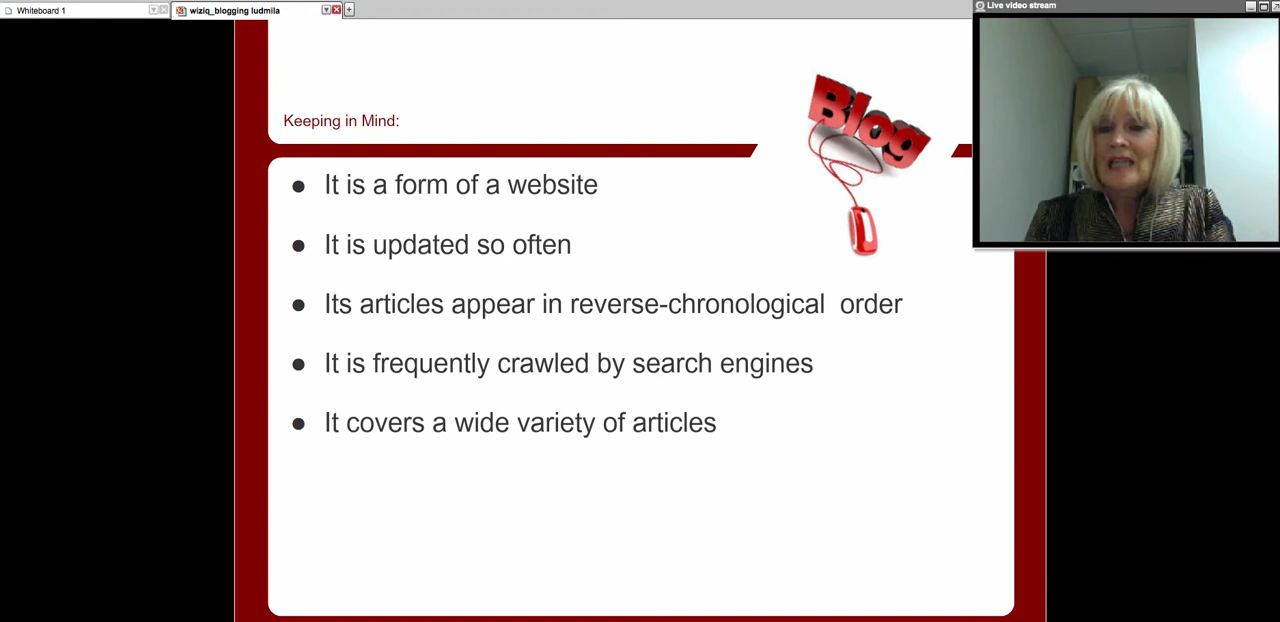 Whiteboard 1
wiziq_blogging ludmila
Live video stream
Blog
Keeping in Mind:
● It is a form of a website
● It is updated so often
● Its articles appear in reverse-chronological order
● It is frequently crawled by search engines
● It covers a wide variety of articles